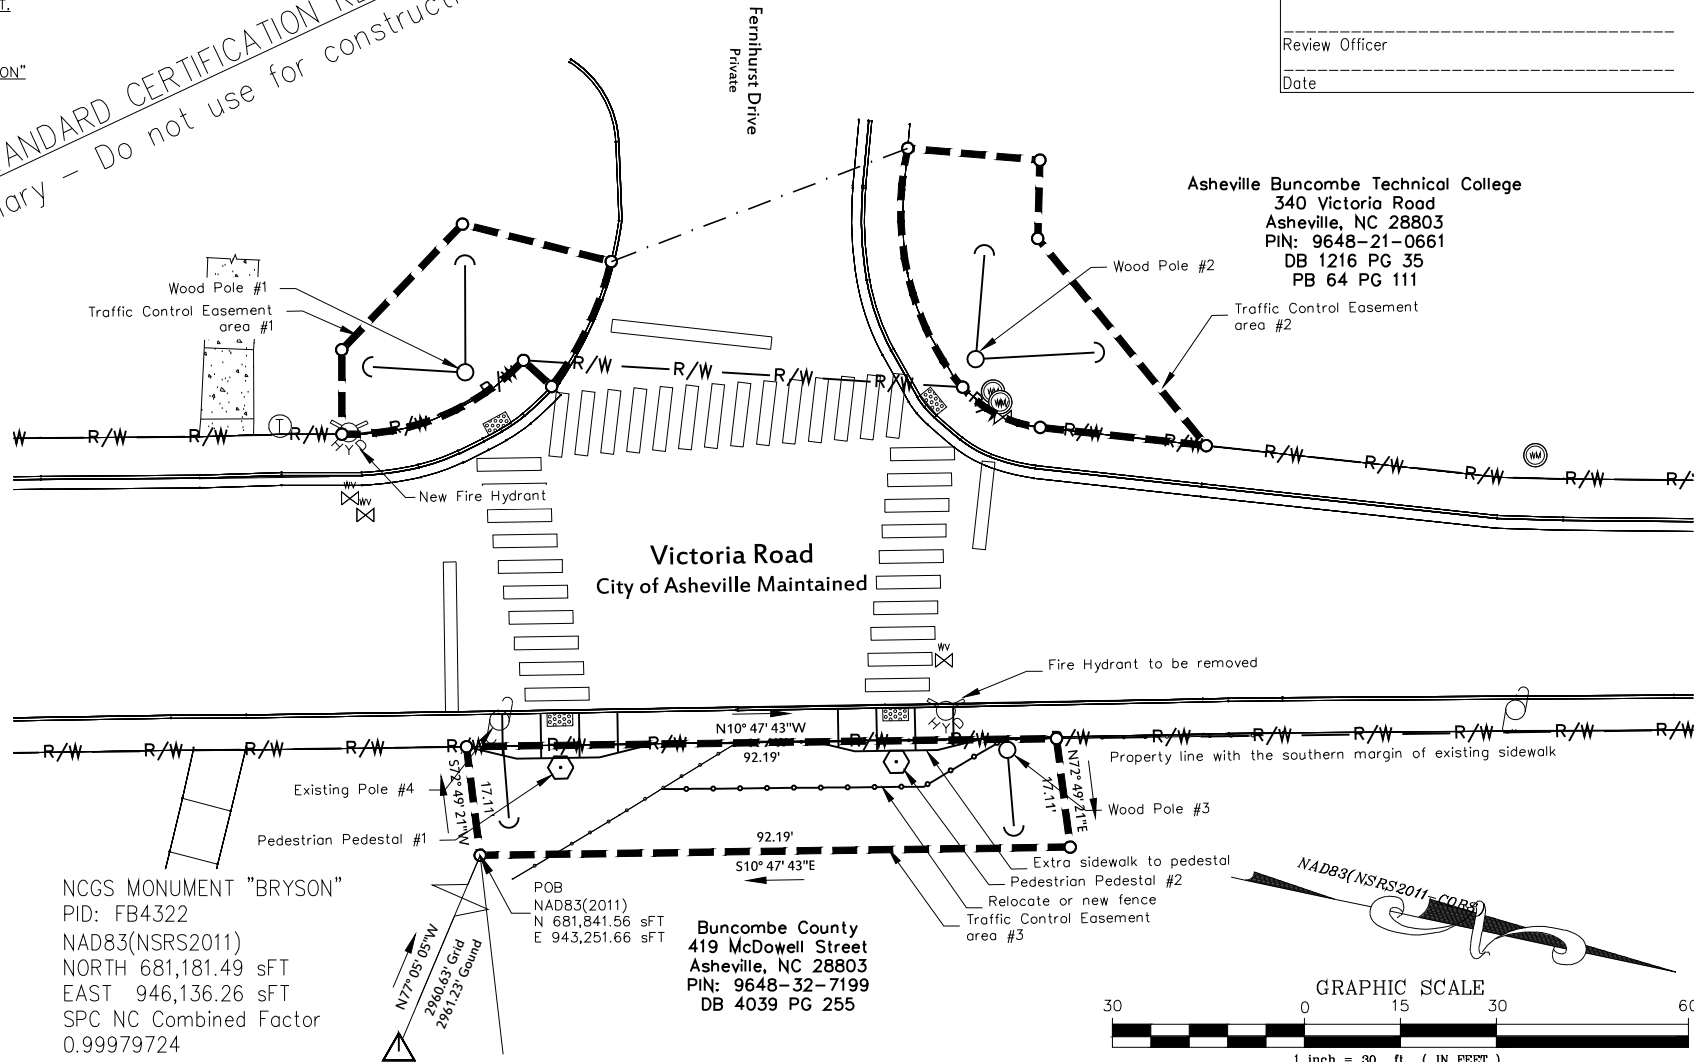 T.
ON"
ANDARD CERTIFICATION
ary - Do not use for constructi
Fernihurst Drive
Private
Review Officer
Date
Asheville Buncombe Technical College
340 Victoria Road
Asheville, NC 28803
PIN: 9648-21-0661
DB 1216 PG 35
PB 64 PG 111
Wood Pole #1
Traffic Control Easement
area #1
Wood Pole #2
Traffic Control Easement
area #2
R/W R/W R/W R/W
R/W R/W R/W R/W
R/W R/W R/W R/W R/W R/W
T
HYD
WM
WM
New Fire Hydrant
WV
WV
Victoria Road
City of Asheville Maintained
WV
Fire Hydrant to be removed
HYD
N10° 47' 43"W
92.19'
R/W R/W R/W R/W R/W R/W R/W R/W R/W R/W R/W R/W R/W R/W R/W R/W
Property line with the southern margin of existing sidewalk
S72° 49' 21"W
17.11'
N72° 49' 21"E
17.11'
Existing Pole #4
Wood Pole #3
Pedestrian Pedestal #1
92.19'
S10° 47' 43"E
Extra sidewalk to pedestal
Pedestrian Pedestal #2
Relocate or new fence
Traffic Control Easement
area #3
POB
NAD83(2011)
N 681,841.56 sFT
E 943,251.66 sFT
NCGS MONUMENT "BRYSON"
PID: FB4322
NAD83(NSRS2011)
NORTH 681,181.49 sFT
EAST 946,136.26 sFT
SPC NC Combined Factor
0.99979724
N77° 05' 05"W
2960.63' Grid
2961.23' Gound
Buncombe County
419 McDowell Street
Asheville, NC 28803
PIN: 9648-32-7199
DB 4039 PG 255
NAD83(NSRS2011-CORS)
GRAPHIC SCALE
30 0 15 30 60
1 inch = 30 ft. ( IN FEET )